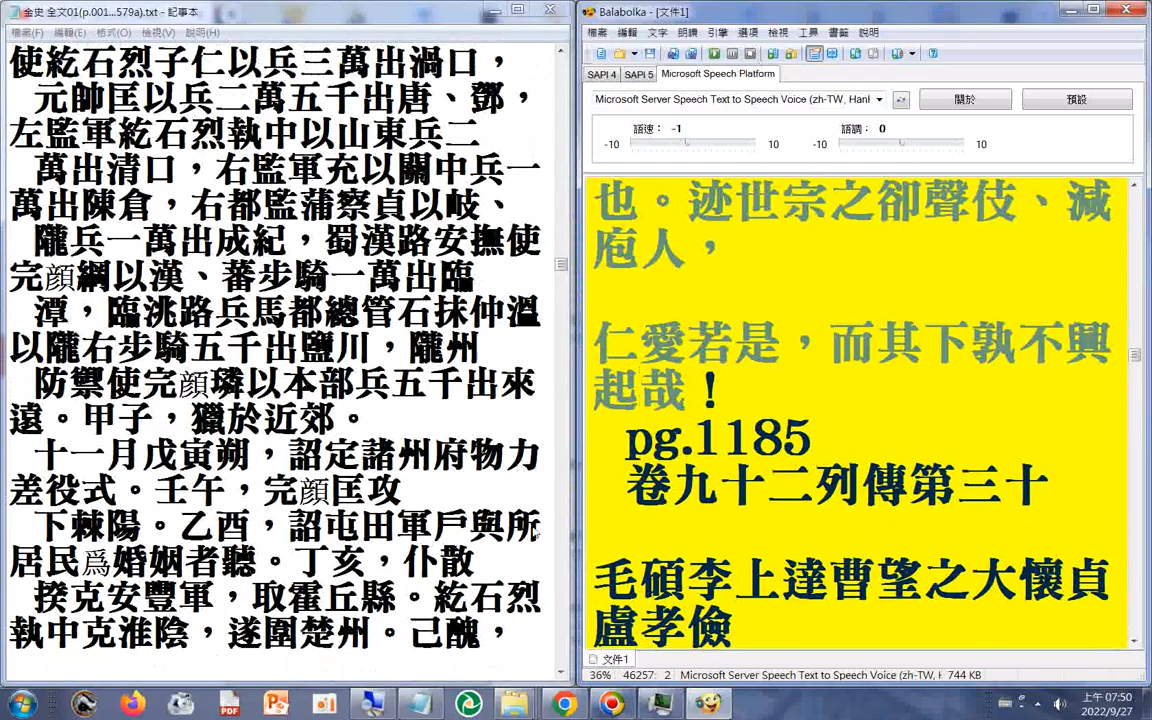 金史 全文01(p.001...579a).txt - 記事本
檔案(F) 編輯(E) 格式(O) 檢視(V) 說明(H)
使紇石烈子仁以兵三萬出渦口，
元帥匡以兵二萬五千出唐、鄧，
左監軍紇石烈執中以山東兵二
萬出清口，右監軍充以關中兵一
萬出陳倉，右都監蒲察貞以岐、
隴兵一萬出成紀，蜀漢路安撫使
完顔綱以漢、蕃步騎一萬出臨
潭，臨洮路兵馬都總管石抹仲溫
以隴右步騎五千出鹽川，隴州
防禦使完顔璘以本部兵五千出來
遠。甲子，獵於近郊。
十一月戊寅朔，詔定諸州府物力
差役式。壬午，完顔匡攻
下棘陽。乙酉，詔屯田軍戶與所
居民爲婚姻者聽。丁亥，仆散
揆克安豐軍，取霍丘縣。紇石烈
執中克淮陰，遂圍楚州。己醜，
Balabolka - [文件1]
檔案 編輯 文字 朗讀 引擎 選項 檢視 工具 書籤 說明
SAPI 4 SAPI 5 Microsoft Speech Platform
Microsoft Server Speech Text to Speech Voice (zh-TW, Hanl 關於 預設
語速： -1 語調： 0
-10 10 -10 10
也。迹世宗之卻聲伎、減
庖人，
仁愛若是，而其下孰不興
起哉！
pg.1185
卷九十二列傳第三十
毛碩李上達曹望之大懷貞
盧孝儉
文件1
36% 46257: 2 Microsoft Server Speech Text to Speech Voice (zh-TW, H 744 KB
上午 07:50
2022/9/27